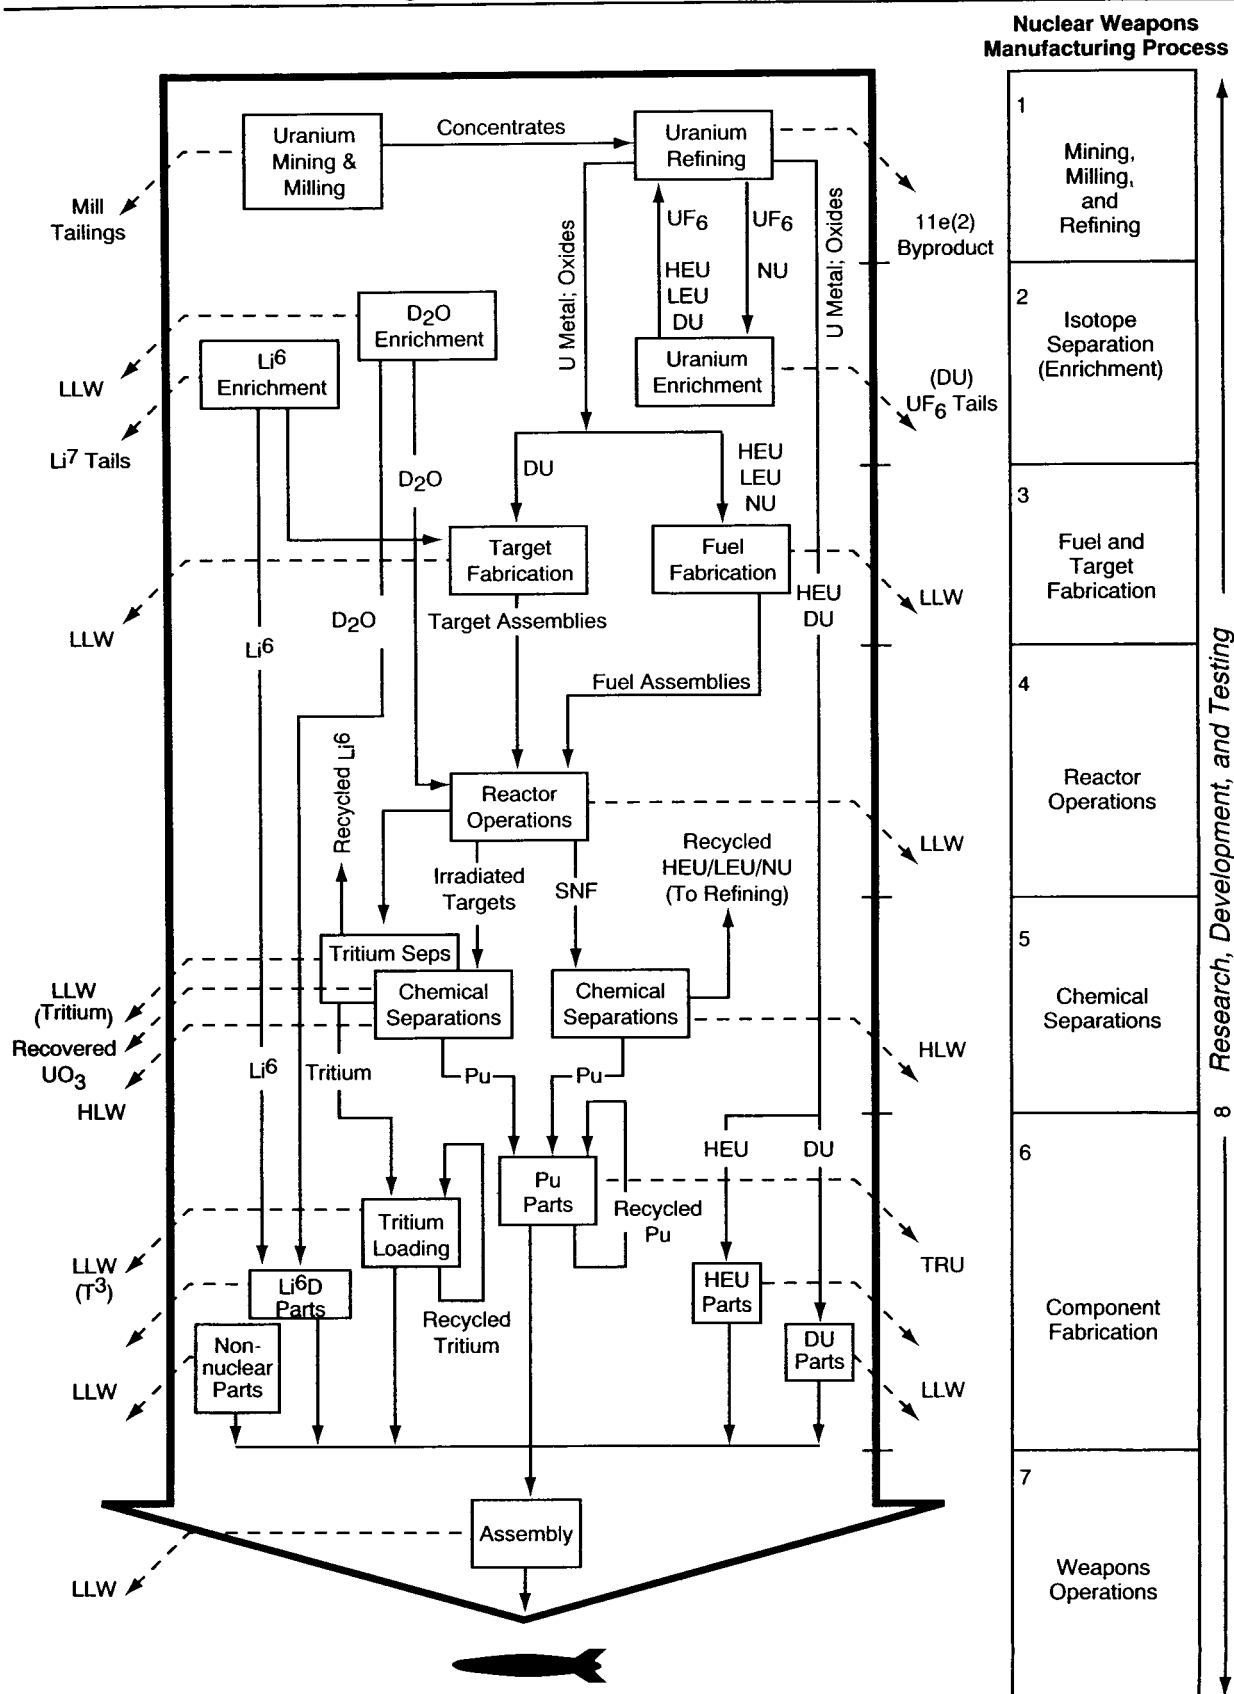 Nuclear Weapons
Manufacturing Process
Uranium
Mining &
Milling
Concentrates
Uranium
Refining
Mill
Tailings
11e(2)
Byproduct
U Metal; Oxides
UF6
HEU
LEU
DU
UF6
NU
U Metal; Oxides
D2O
Enrichment
Li6
Enrichment
Uranium
Enrichment
LLW
Li7 Tails
(DU)
UF6 Tails
D2O
DU
HEU
LEU
NU
Target
Fabrication
Fuel
Fabrication
LLW
LLW
HEU
DU
Li6
D2O
Target Assemblies
Fuel Assemblies
Recycled Li6
Reactor
Operations
LLW
Irradiated
Targets
SNF
Recycled
HEU/LEU/NU
(To Refining)
Tritium Seps
Chemical
Separations
Chemical
Separations
LLW
(Tritium)
Recovered
UO3
HLW
HLW
Li6
Tritium
Pu
Pu
HEU
DU
Pu
Parts
Recycled
Pu
Tritium
Loading
Recycled
Tritium
LLW
(T3)
TRU
Li6D
Parts
HEU
Parts
DU
Parts
Non-
nuclear
Parts
LLW
LLW
Assembly
LLW
1
Mining,
Milling,
and
Refining
2
Isotope
Separation
(Enrichment)
3
Fuel and
Target
Fabrication
4
Reactor
Operations
5
Chemical
Separations
6
Component
Fabrication
7
Weapons
Operations
8 Research, Development, and Testing